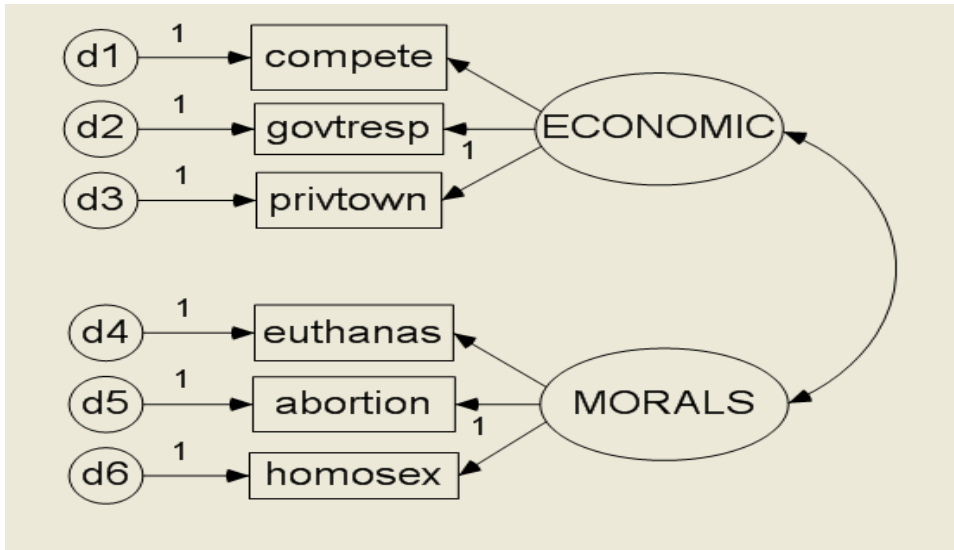 1
d1 compete
1
d2 govtresp ECONOMIC
1
1
d3 privtown
1
d4 euthanas
1
d5 abortion MORALS
1
1
d6 homosex